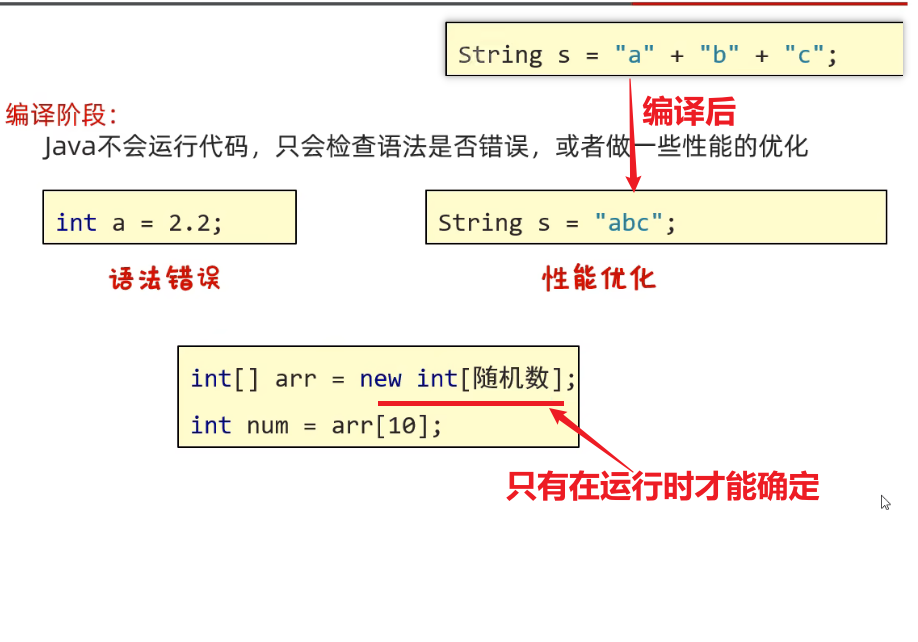 String s = "a" + "b" + "c";
编译后
编译阶段：
Java不会运行代码，只会检查语法是否错误，或者做一些性能的优化
int a = 2.2;
String s = "abc";
语法错误
性能优化
int[] arr = new int[随机数];
int num = arr[10];
只有在运行时才能确定